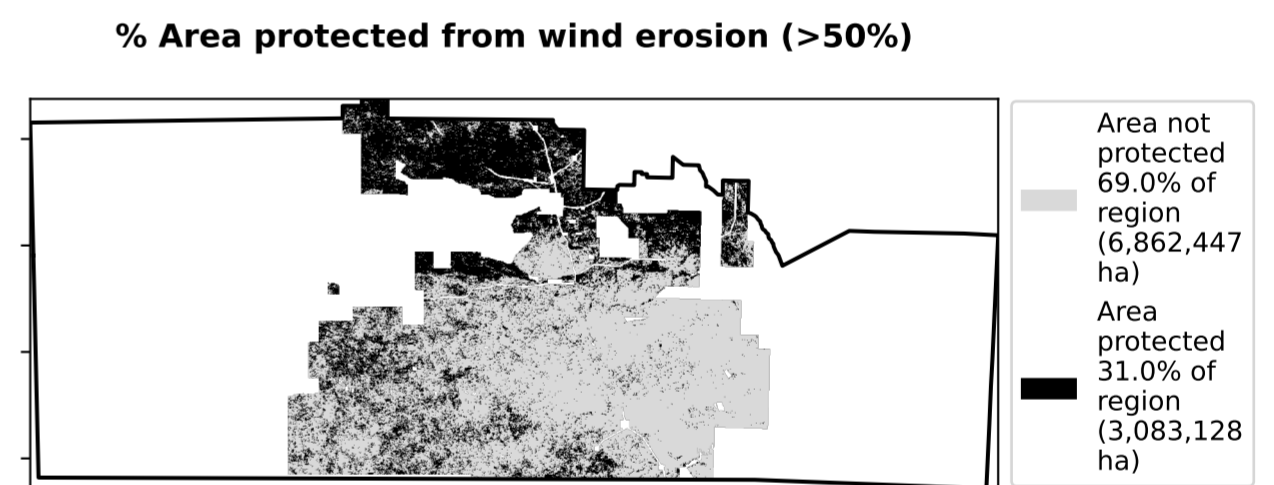 % Area protected from wind erosion (>50%)
Area not
protected
69.0% of
region
(6,862,447
ha)
Area
protected
31.0% of
region
(3,083,128
ha)